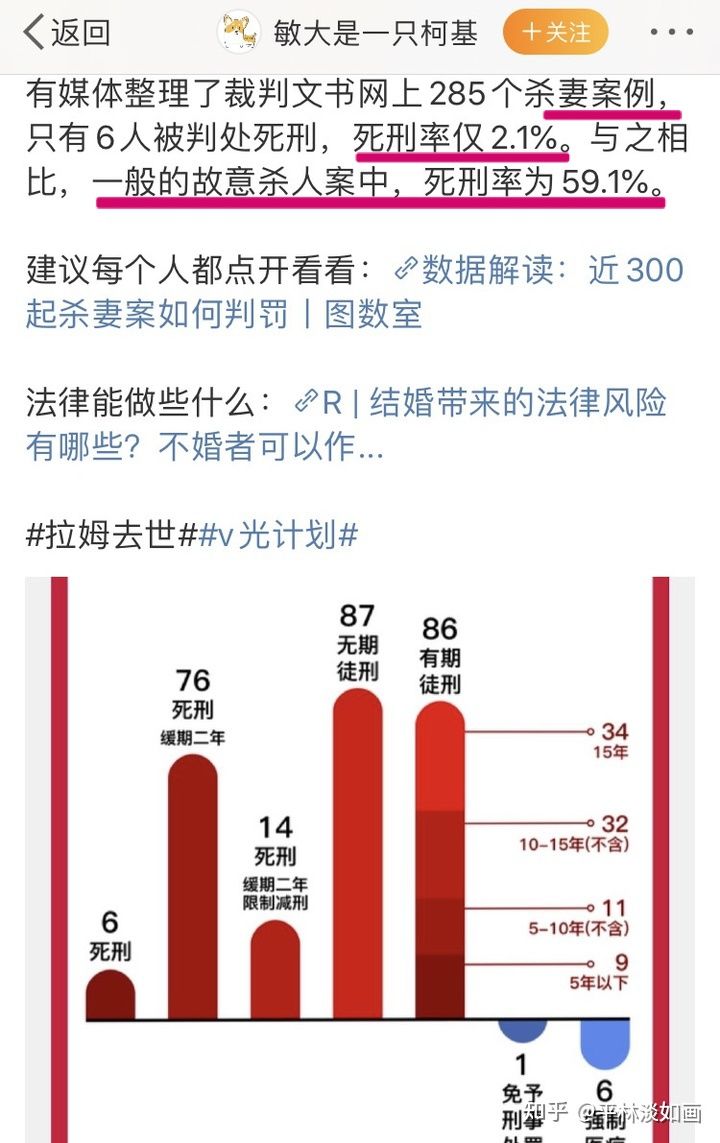 返回
敏大是一只柯基
+关注
有媒体整理了裁判文书网上285个杀妻案例，
只有6人被判处死刑，死刑率仅2.1%。与之相
比，一般的故意杀人案中，死刑率为59.1%。
建议每个人都点开看看：数据解读：近300
起杀妻案如何判罚丨图数室
法律能做些什么：R | 结婚带来的法律风险
有哪些？不婚者可以作...
#拉姆去世##v光计划#
87
无期
徒刑
86
有期
徒刑
76
死刑
缓期二年
34
15年
14
死刑
缓期二年
限制减刑
32
10-15年(不含)
6
死刑
11
5-10年(不含)
9
5年以下
1
免予
刑事
6
强制
知乎 @平林淡如画